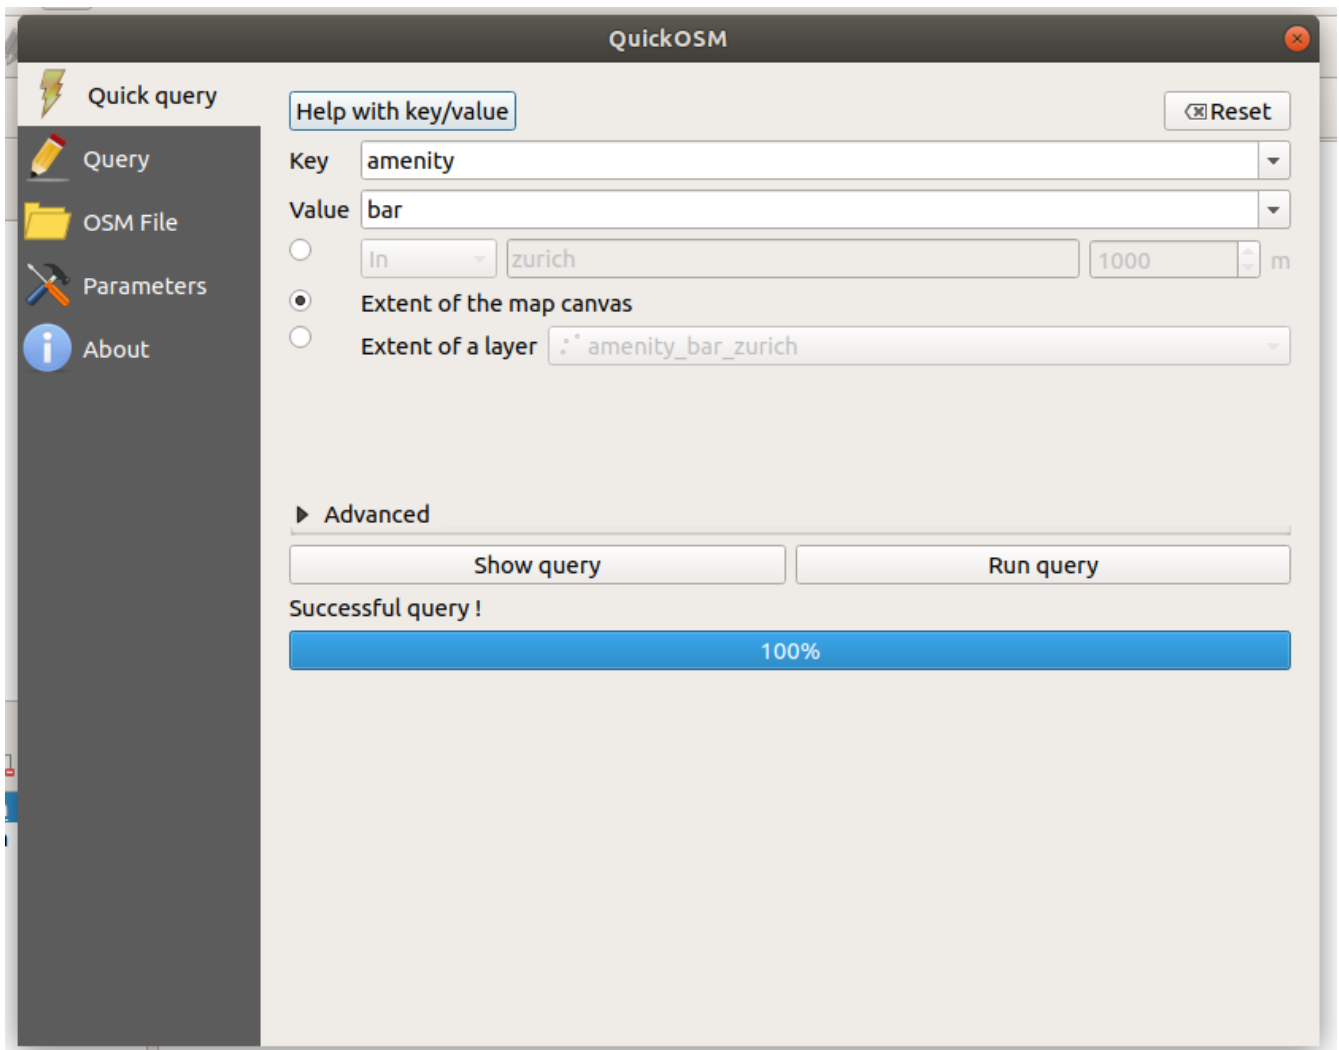 QuickOSM
Quick query
Query
OSM File
Parameters
About
Help with key/value
Reset
Key amenity
Value bar
In zurich 1000 m
Extent of the map canvas
Extent of a layer amenity_bar_zurich
Advanced
Show query Run query
Successful query !
100%